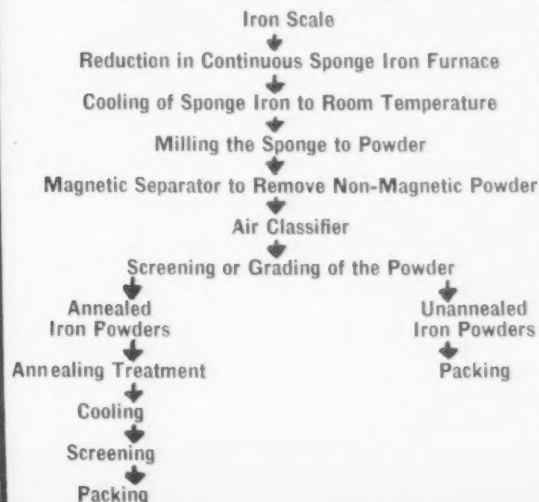 Iron Scale
Reduction in Continuous Sponge Iron Furnace
Cooling of Sponge Iron to Room Temperature
Milling the Sponge to Powder
Magnetic Separator to Remove Non-Magnetic Powder
Air Classifier
Screening or Grading of the Powder
Annealed
Iron Powders
Annealing Treatment
Cooling
Screening
Packing
Unannealed
Iron Powders
Packing